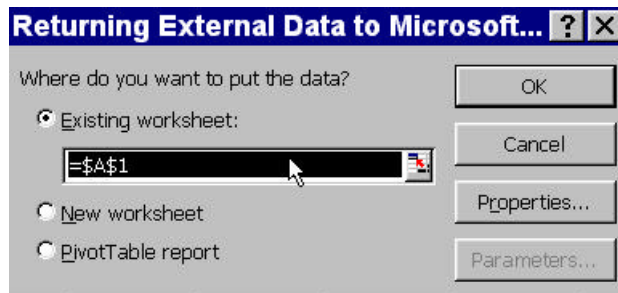 Returning External Data to Microsoft... ? ×
Where do you want to put the data?
OK
Existing worksheet:
Cancel
=$A$1
Properties...
New worksheet
PivotTable report
Parameters...